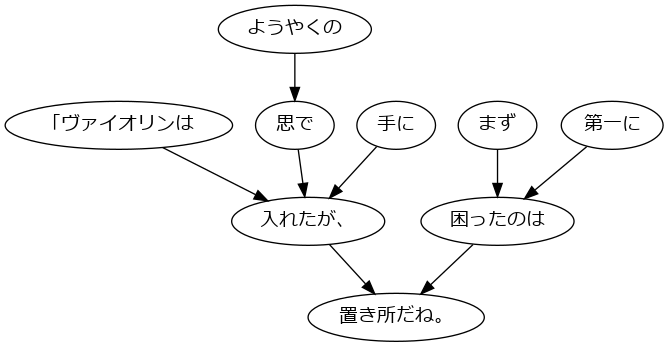 ようやくの
「ヴァイオリンは
思で
手に
まず
第一に
入れたが、
困ったのは
置き所だね。